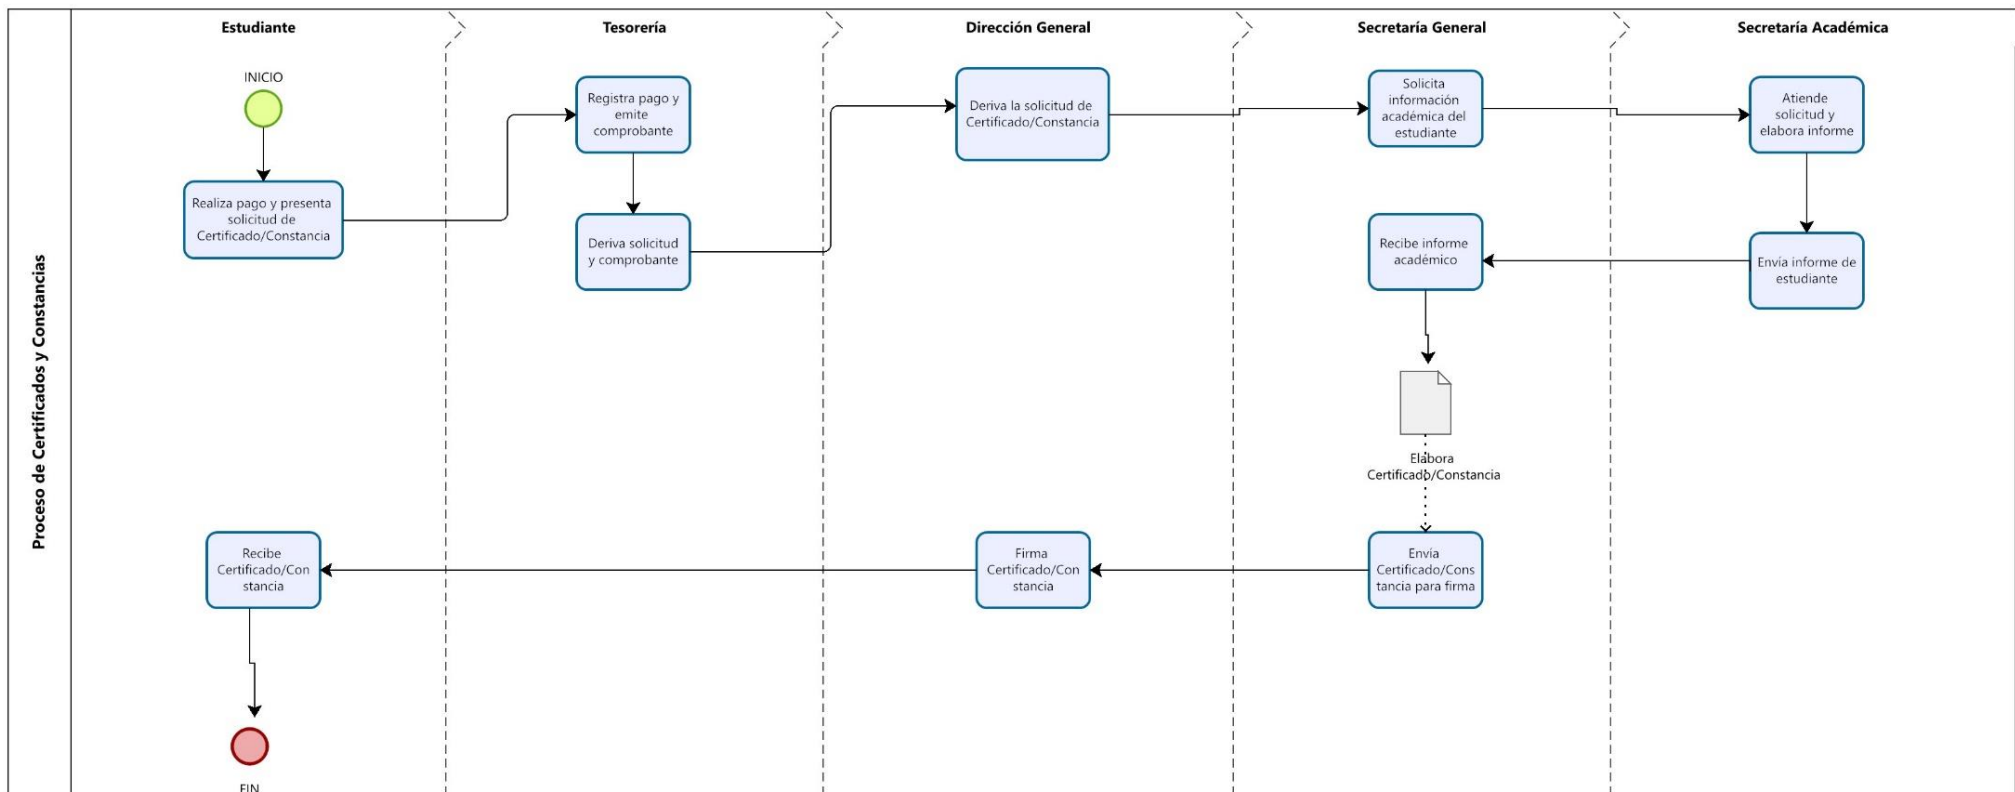 Estudiante
Tesorería
Dirección General
Secretaría General
Secretaría Académica
Proceso de Certificados y Constancias
INICIO
Realiza pago y presenta
solicitud de
Certificado/Constancia
Registra pago y
emite
comprobante
Deriva solicitud
y comprobante
Deriva la solicitud de
Certificado/Constancia
Solicita
información
académica del
estudiante
Atiende
solicitud y
elabora informe
Envía informe de
estudiante
Recibe informe
académico
Elabora
Certificado/Constancia
Envía
Certificado/Cons
tancia para firma
Firma
Certificado/Con
stancia
Recibe
Certificado/Con
stancia
FIN